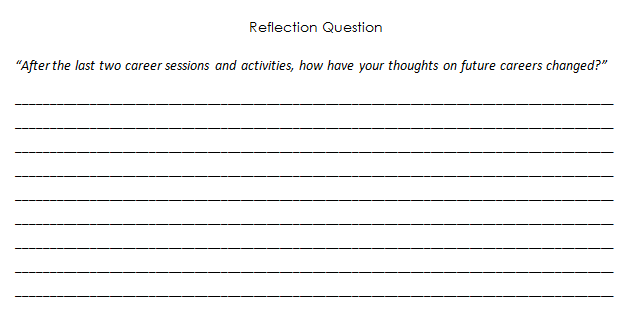 Reflection Question
“After the last two career sessions and activities, how have your thoughts on future careers changed?”